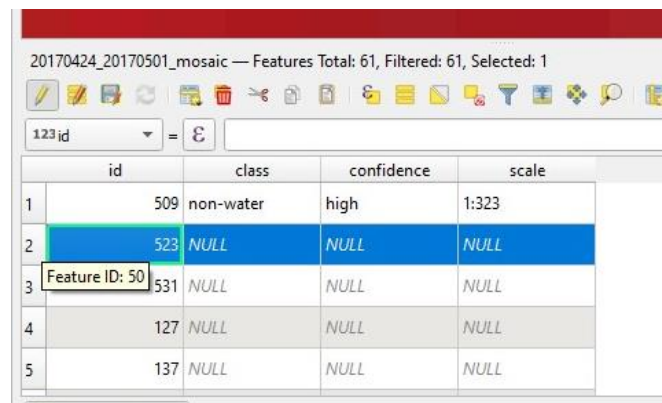 20170424_20170501_mosaic — Features Total: 61, Filtered: 61, Selected: 1
123 id = ε
id class confidence scale
1 509 non-water high 1:323
2 523 NULL NULL NULL
Feature ID: 50
3 531 NULL NULL NULL
4 127 NULL NULL NULL
5 137 NULL NULL NULL